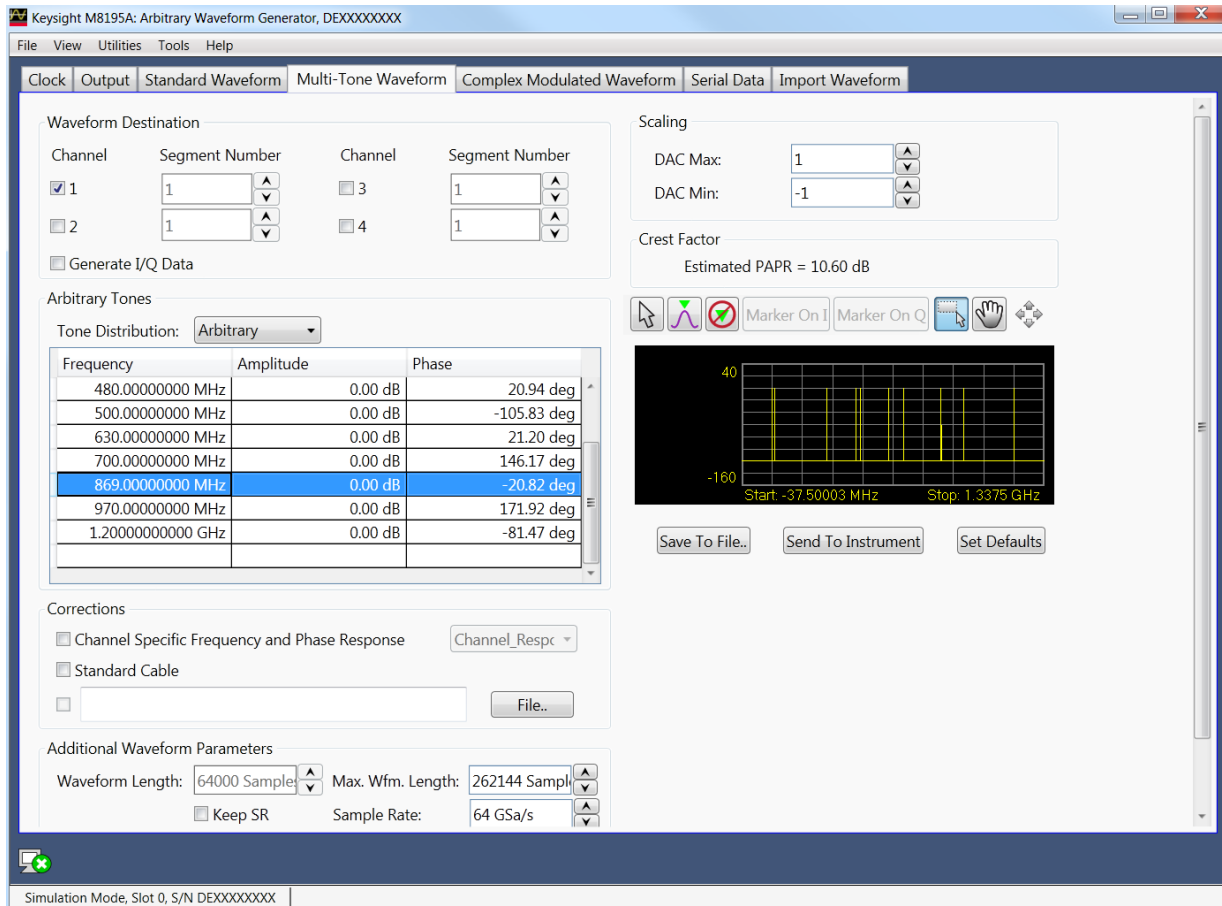 Keysight M8195A: Arbitrary Waveform Generator, DEXXXXXXXX
File View Utilities Tools Help
Clock Output Standard Waveform Multi-Tone Waveform Complex Modulated Waveform Serial Data Import Waveform
Waveform Destination
Channel Segment Number Channel Segment Number
1 1 3 1
2 1 4 1
Generate I/Q Data
Arbitrary Tones
Tone Distribution: Arbitrary
Frequency Amplitude Phase
480.00000000 MHz 0.00 dB 20.94 deg
500.00000000 MHz 0.00 dB -105.83 deg
630.00000000 MHz 0.00 dB 21.20 deg
700.00000000 MHz 0.00 dB 146.17 deg
869.00000000 MHz 0.00 dB -20.82 deg
970.00000000 MHz 0.00 dB 171.92 deg
1.20000000000 GHz 0.00 dB -81.47 deg
Corrections
Channel Specific Frequency and Phase Response Channel_Respc
Standard Cable
File..
Additional Waveform Parameters
Waveform Length: 64000 Samples Max. Wfm. Length: 262144 Sampl
Keep SR Sample Rate: 64 GSa/s
Scaling
DAC Max: 1
DAC Min: -1
Crest Factor
Estimated PAPR = 10.60 dB
Marker On I Marker On Q
40
-160
Start: -37.50003 MHz Stop: 1.3375 GHz
Save To File.. Send To Instrument Set Defaults
Simulation Mode, Slot 0, S/N DEXXXXXXXX